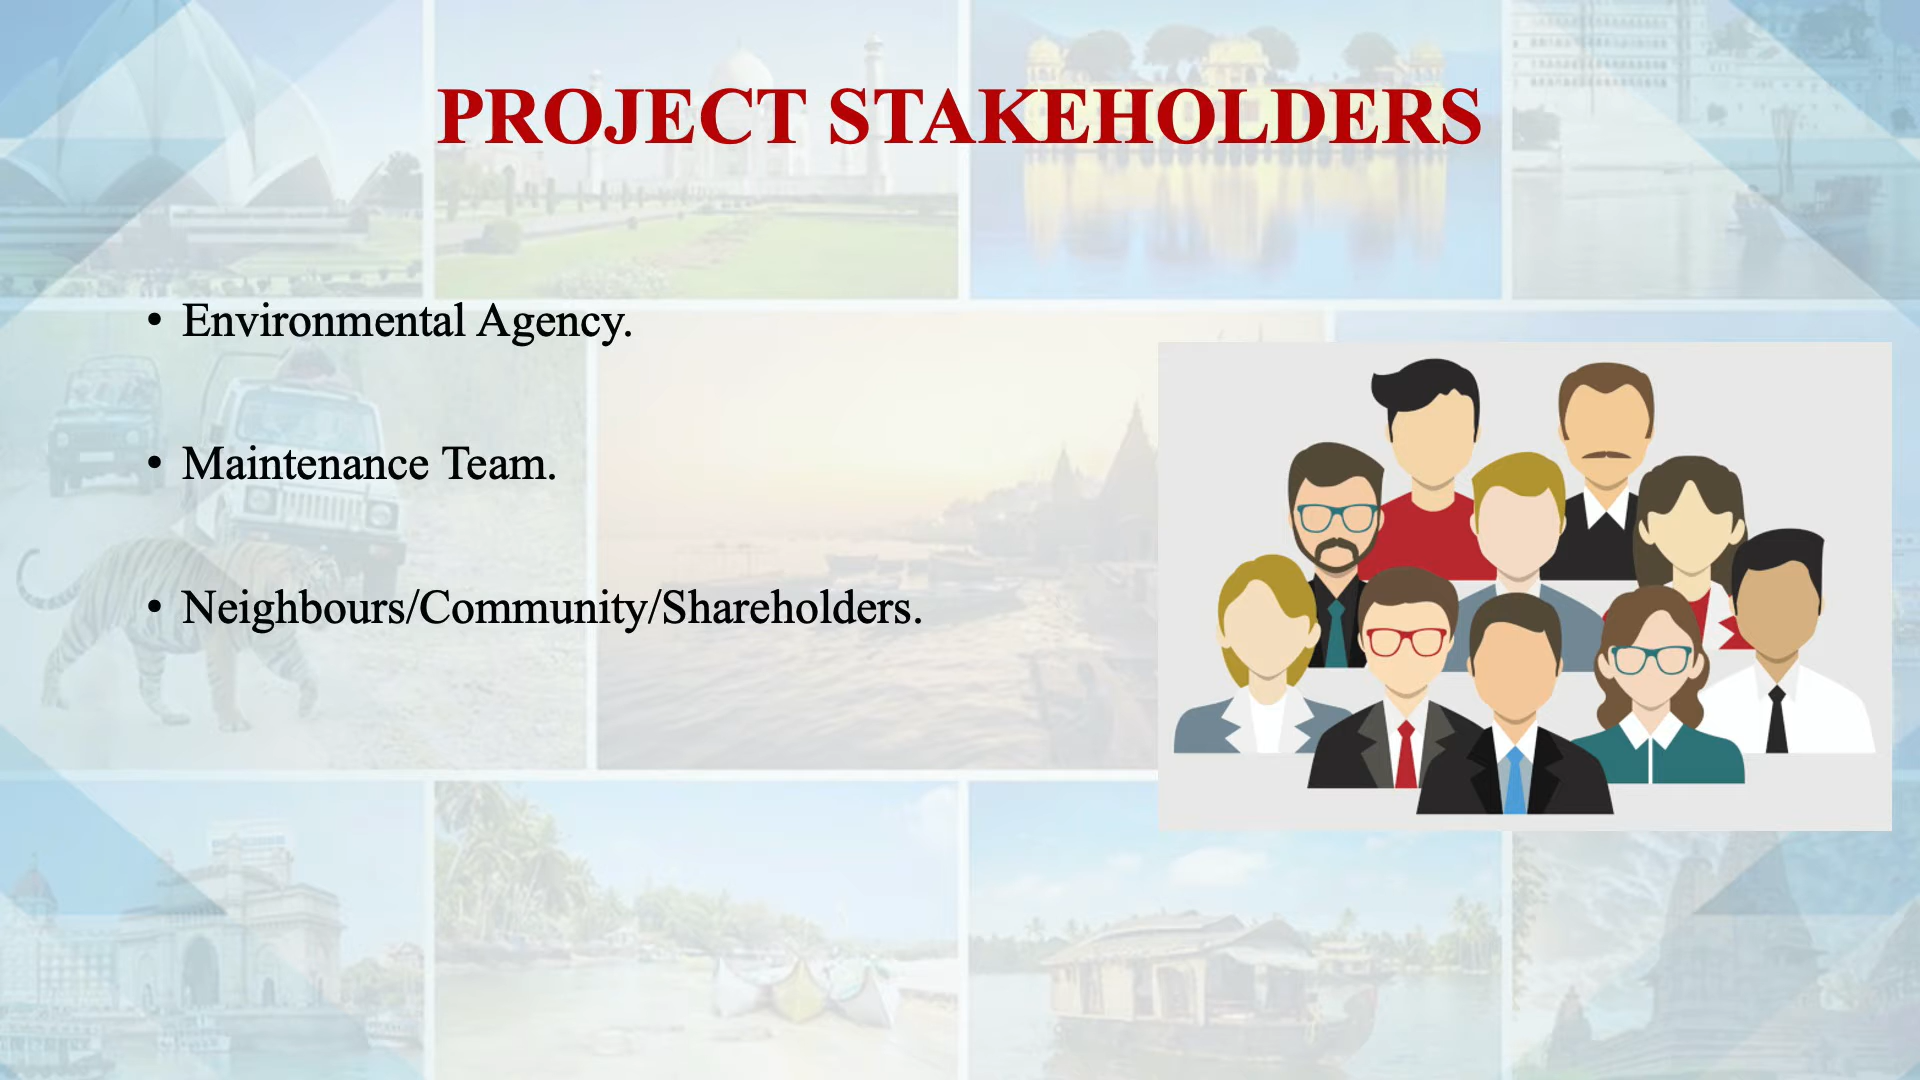 PROJECT STAKEHOLDERS
• Environmental Agency.
• Maintenance Team.
• Neighbours/Community/Shareholders.